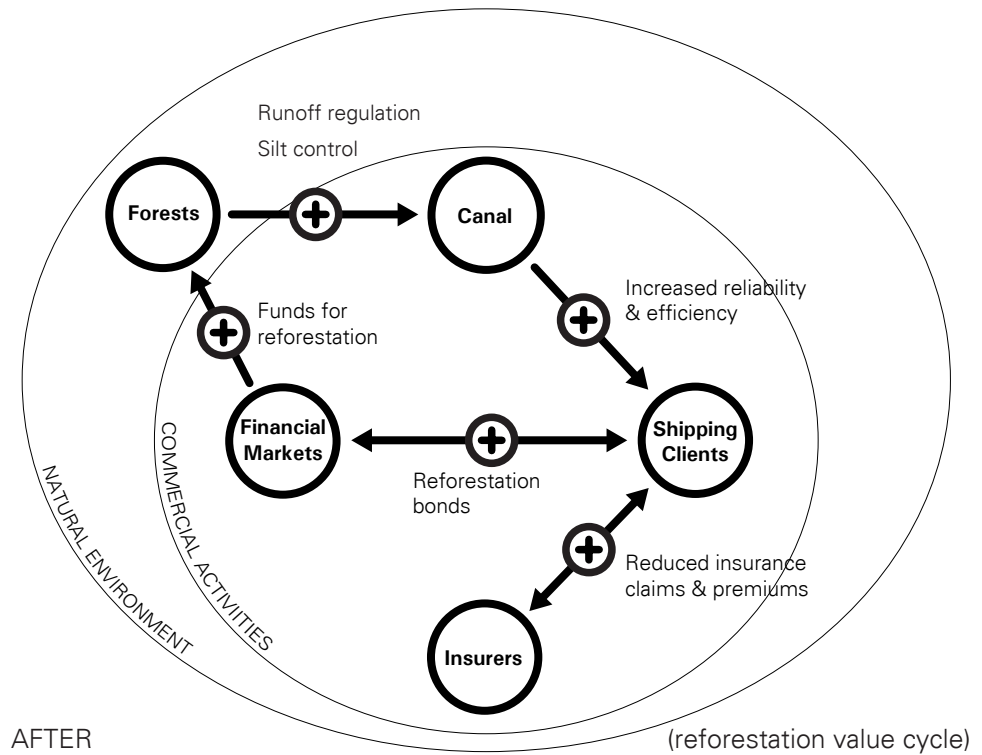 Runoff regulation
Silt control
Forests
Canal
Increased reliability
& efficiency
Funds for
reforestation
Financial
Markets
Shipping
Clients
Reforestation
bonds
COMMERCIAL ACTIVIITIES
NATURAL ENVIRONMENT
Reduced insurance
claims & premiums
Insurers
AFTER
(reforestation value cycle)